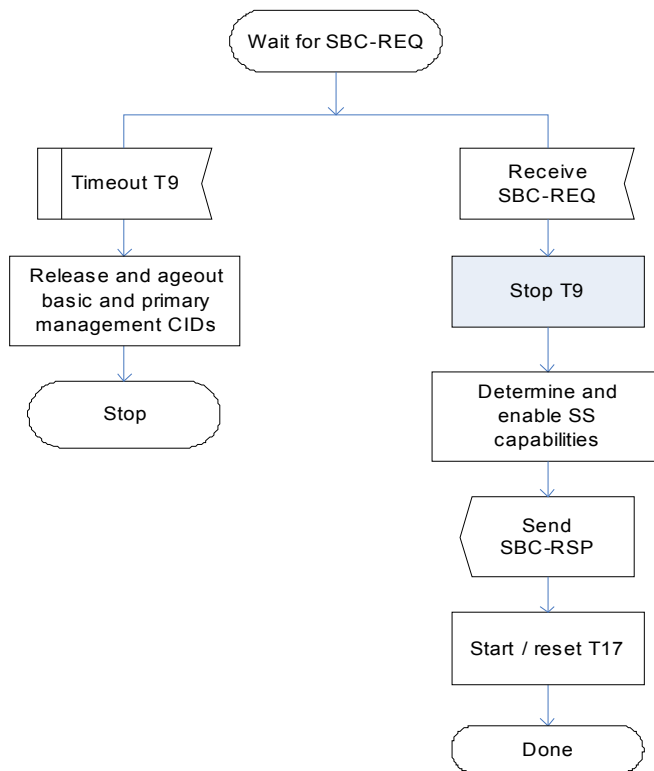 Wait for SBC-REQ
Timeout T9
Release and ageout
basic and primary
management CIDs
Stop
Receive
SBC-REQ
Stop T9
Determine and
enable SS
capabilities
Send
SBC-RSP
Start / reset T17
Done